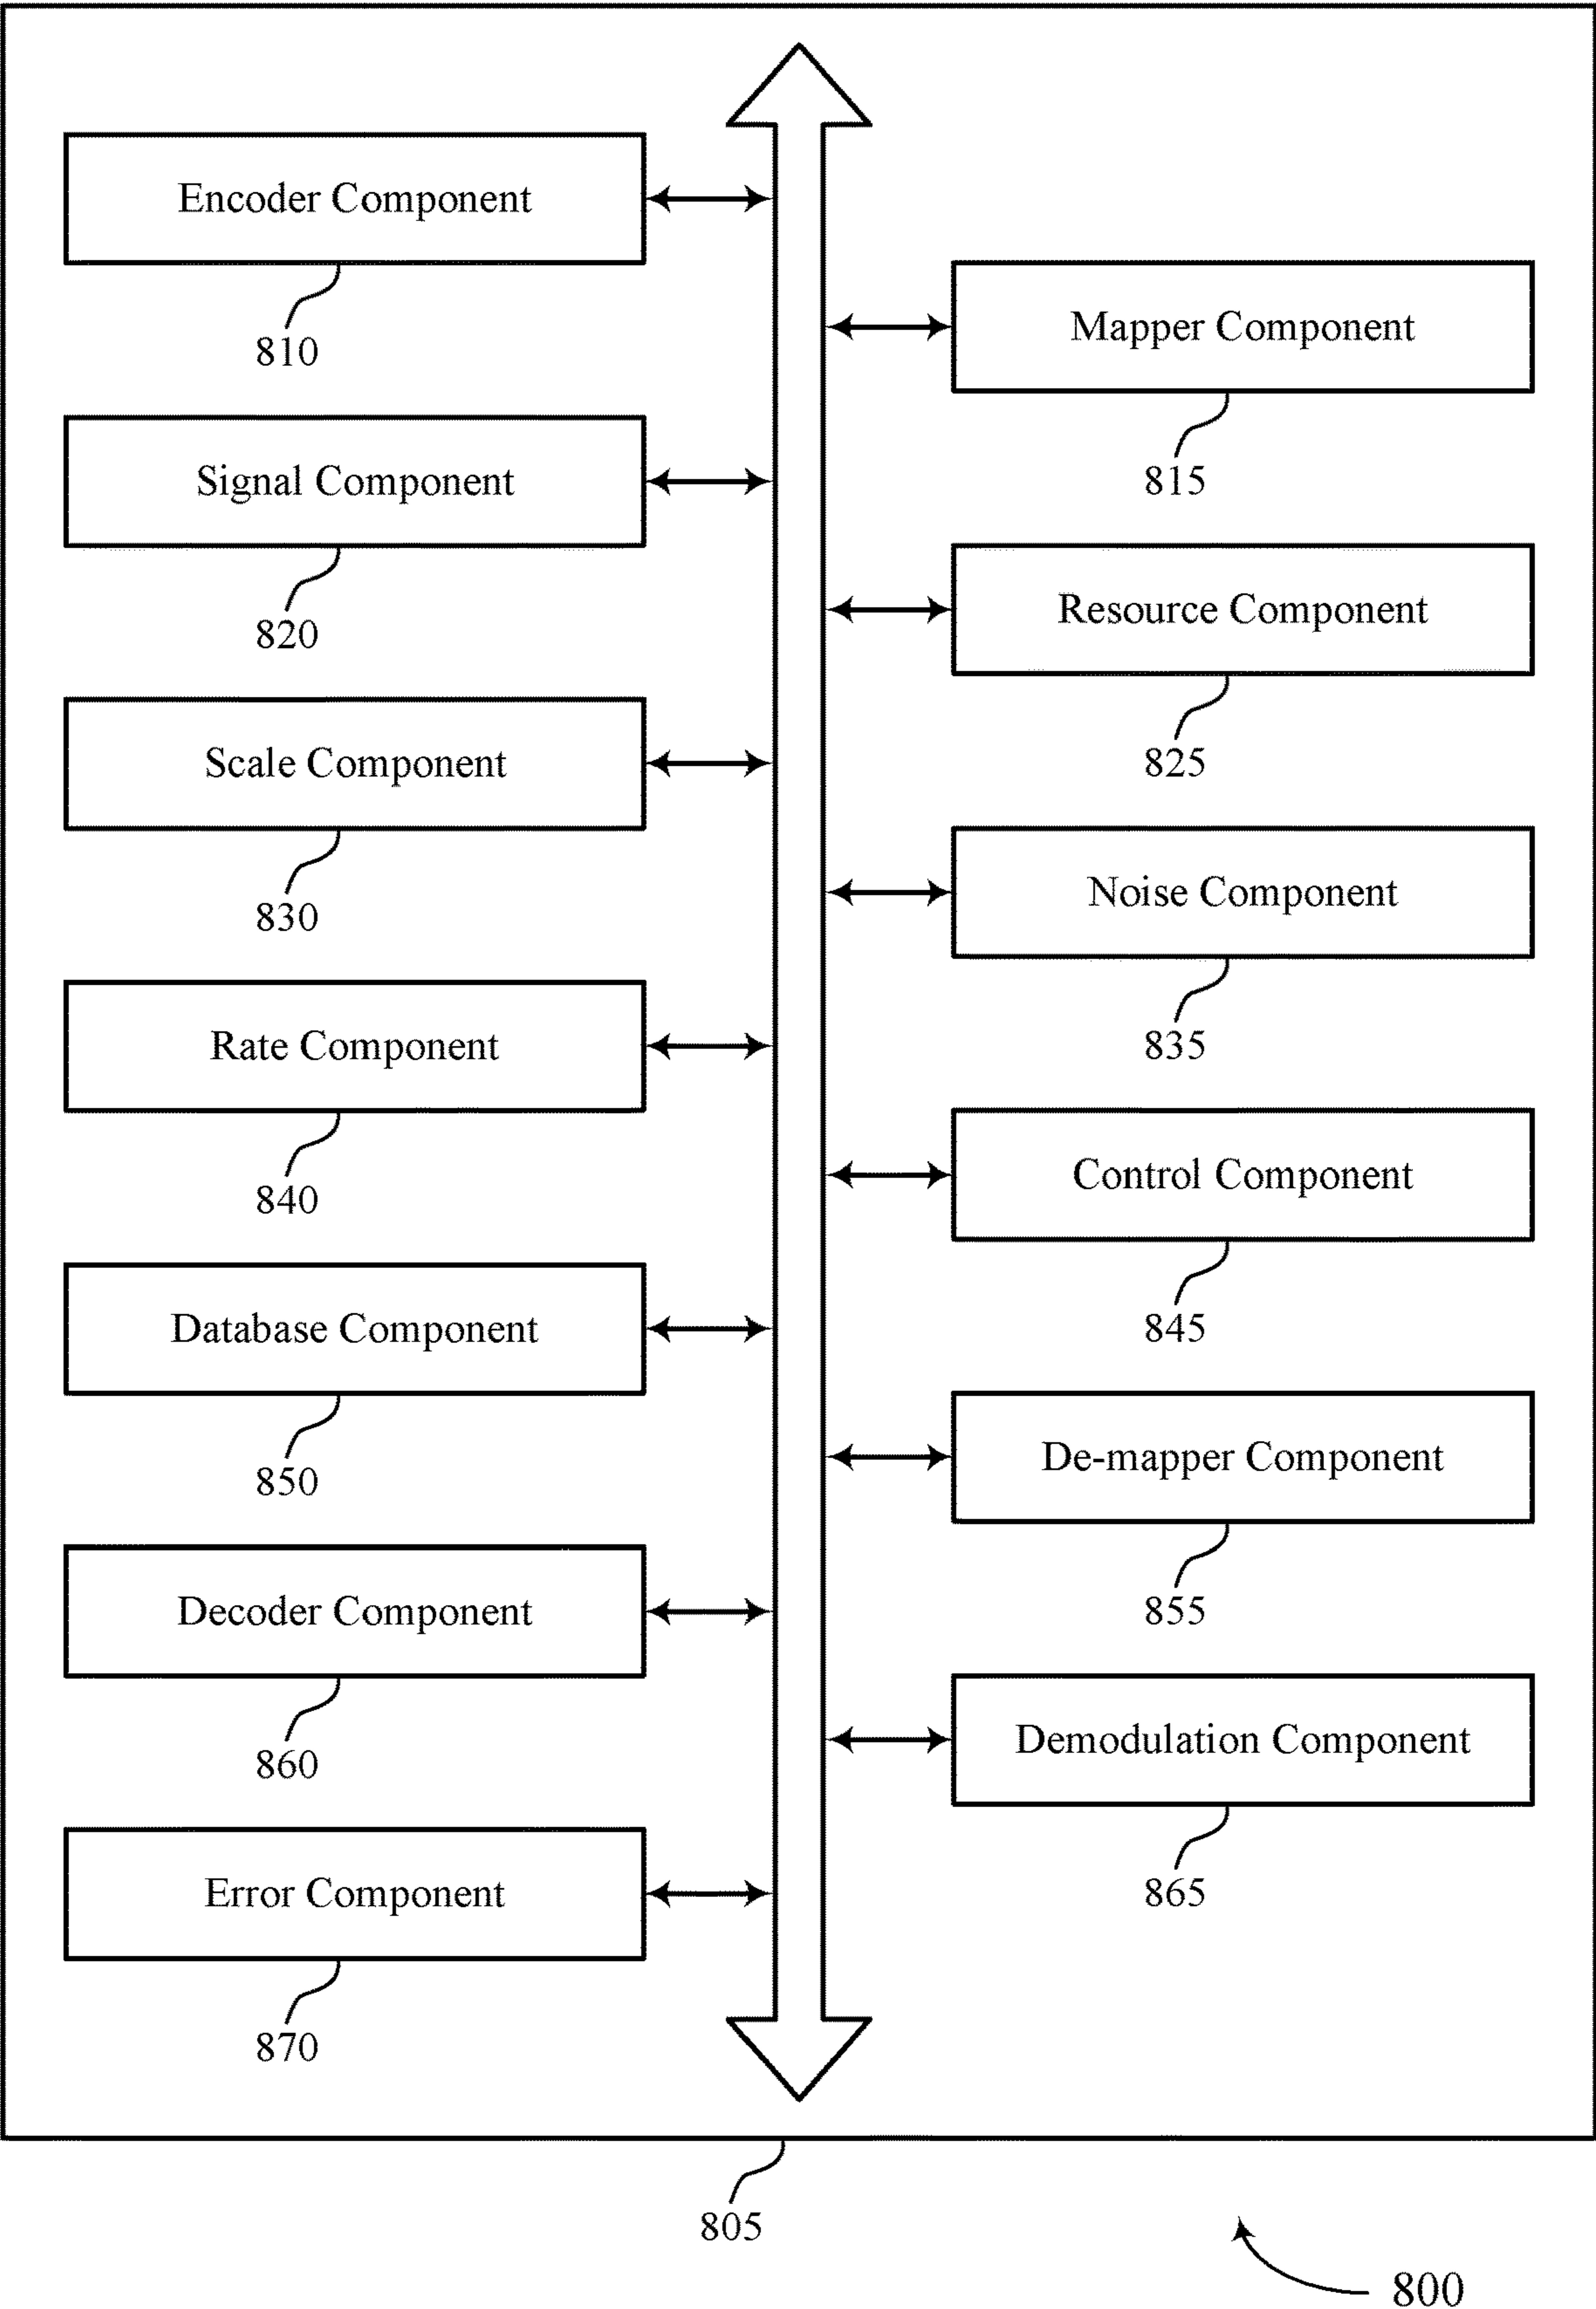 Encoder Component
810
Mapper Component
815
Signal Component
820
Resource Component
825
Scale Component
830
Noise Component
835
Rate Component
840
Control Component
845
Database Component
850
De-mapper Component
855
Decoder Component
860
Demodulation Component
865
Error Component
870
805
800